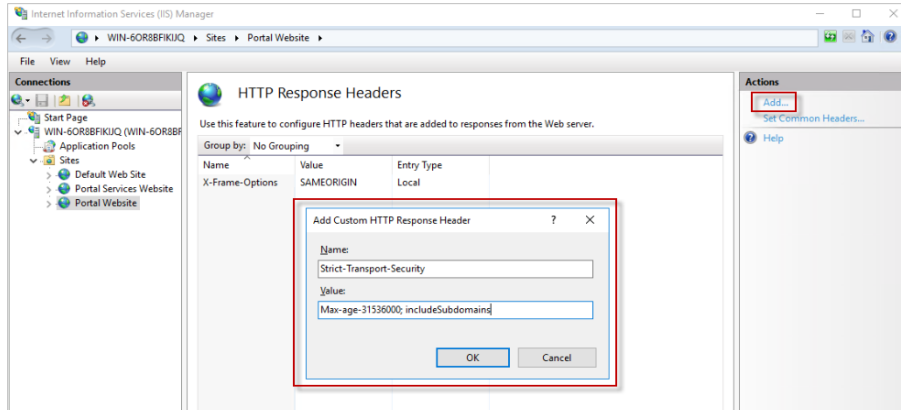 Internet Information Services (IIS) Manager
WIN-6OR8BFIKIJQ Sites Portal Website
File View Help
Connections
Start Page
WIN-6OR8BFIKIJQ (WIN-6OR8BF
Application Pools
Sites
Default Web Site
Portal Services Website
Portal Website
HTTP Response Headers
Use this feature to configure HTTP headers that are added to responses from the Web server.
Group by: No Grouping
Name Value Entry Type
X-Frame-Options SAMEORIGIN Local
Add Custom HTTP Response Header ?
Name:
Strict-Transport-Security
Value:
Max-age-31536000; includeSubdomains
OK Cancel
Actions
Add...
Set Common Headers...
Help